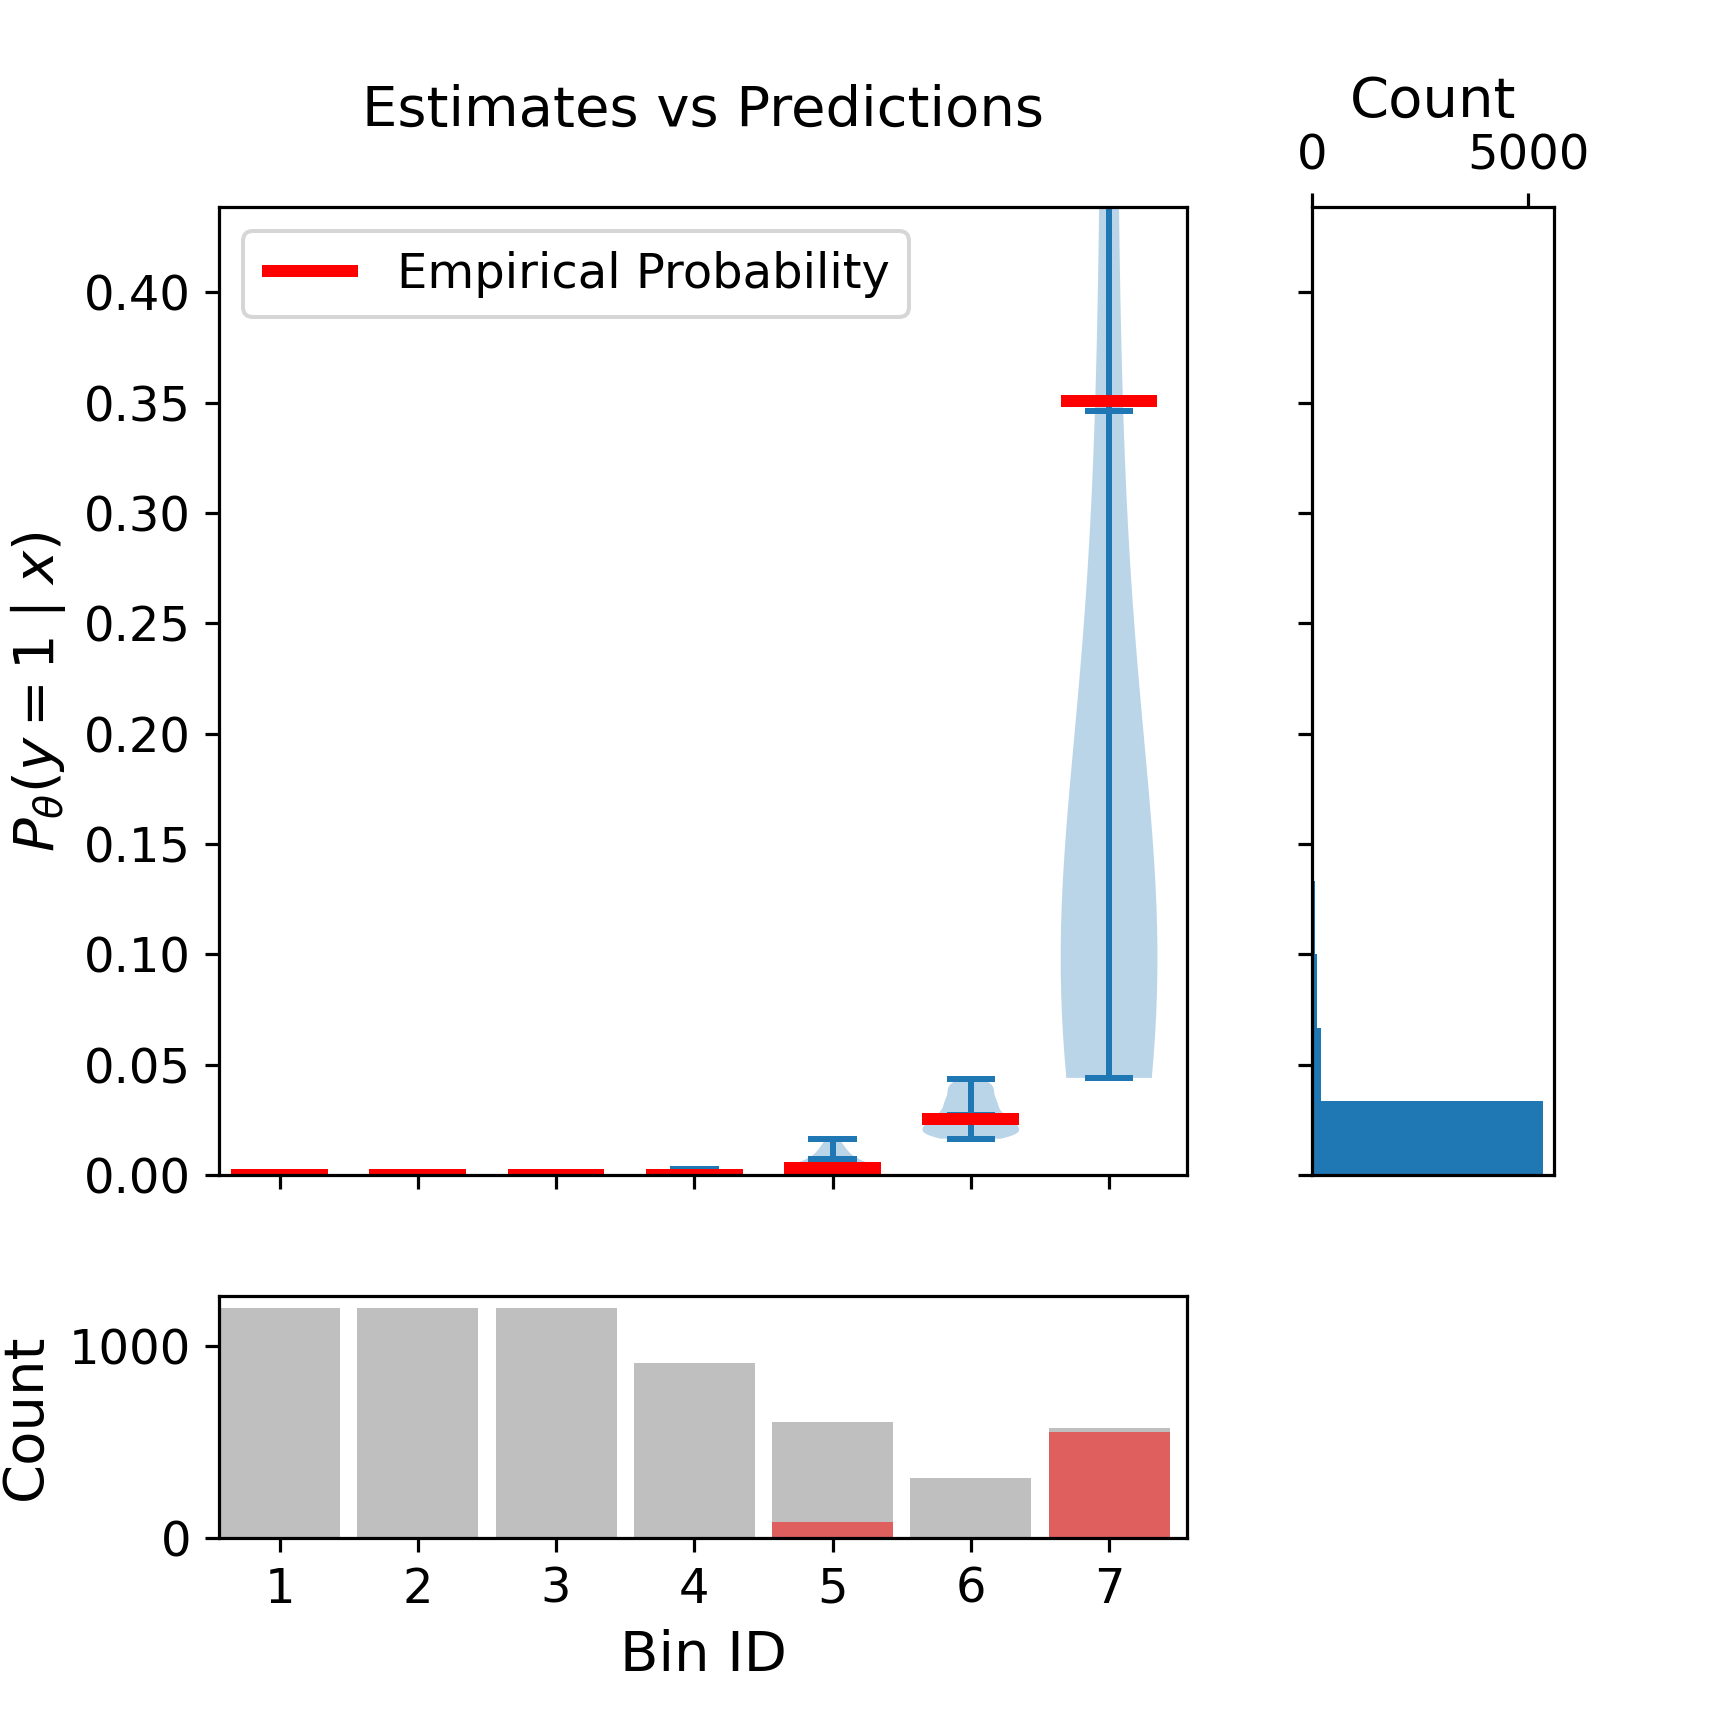 Estimates vs Predictions
Count
0 5000
Empirical Probability
0.40
0.35
0.30
0.25
0.20
0.15
0.10
0.05
0.00
P_θ(y = 1 | x)
1000
0
Count
1 2 3 4 5 6 7
Bin ID